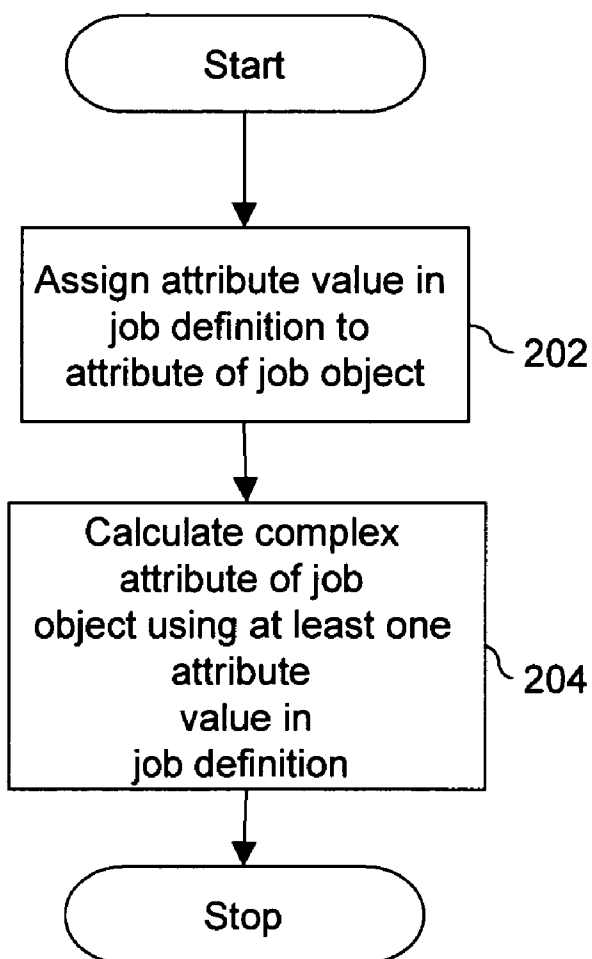 Start
Assign attribute value in
job definition to
attribute of job object
202
Calculate complex
attribute of job
object using at least one
attribute
value in
job definition
204
Stop